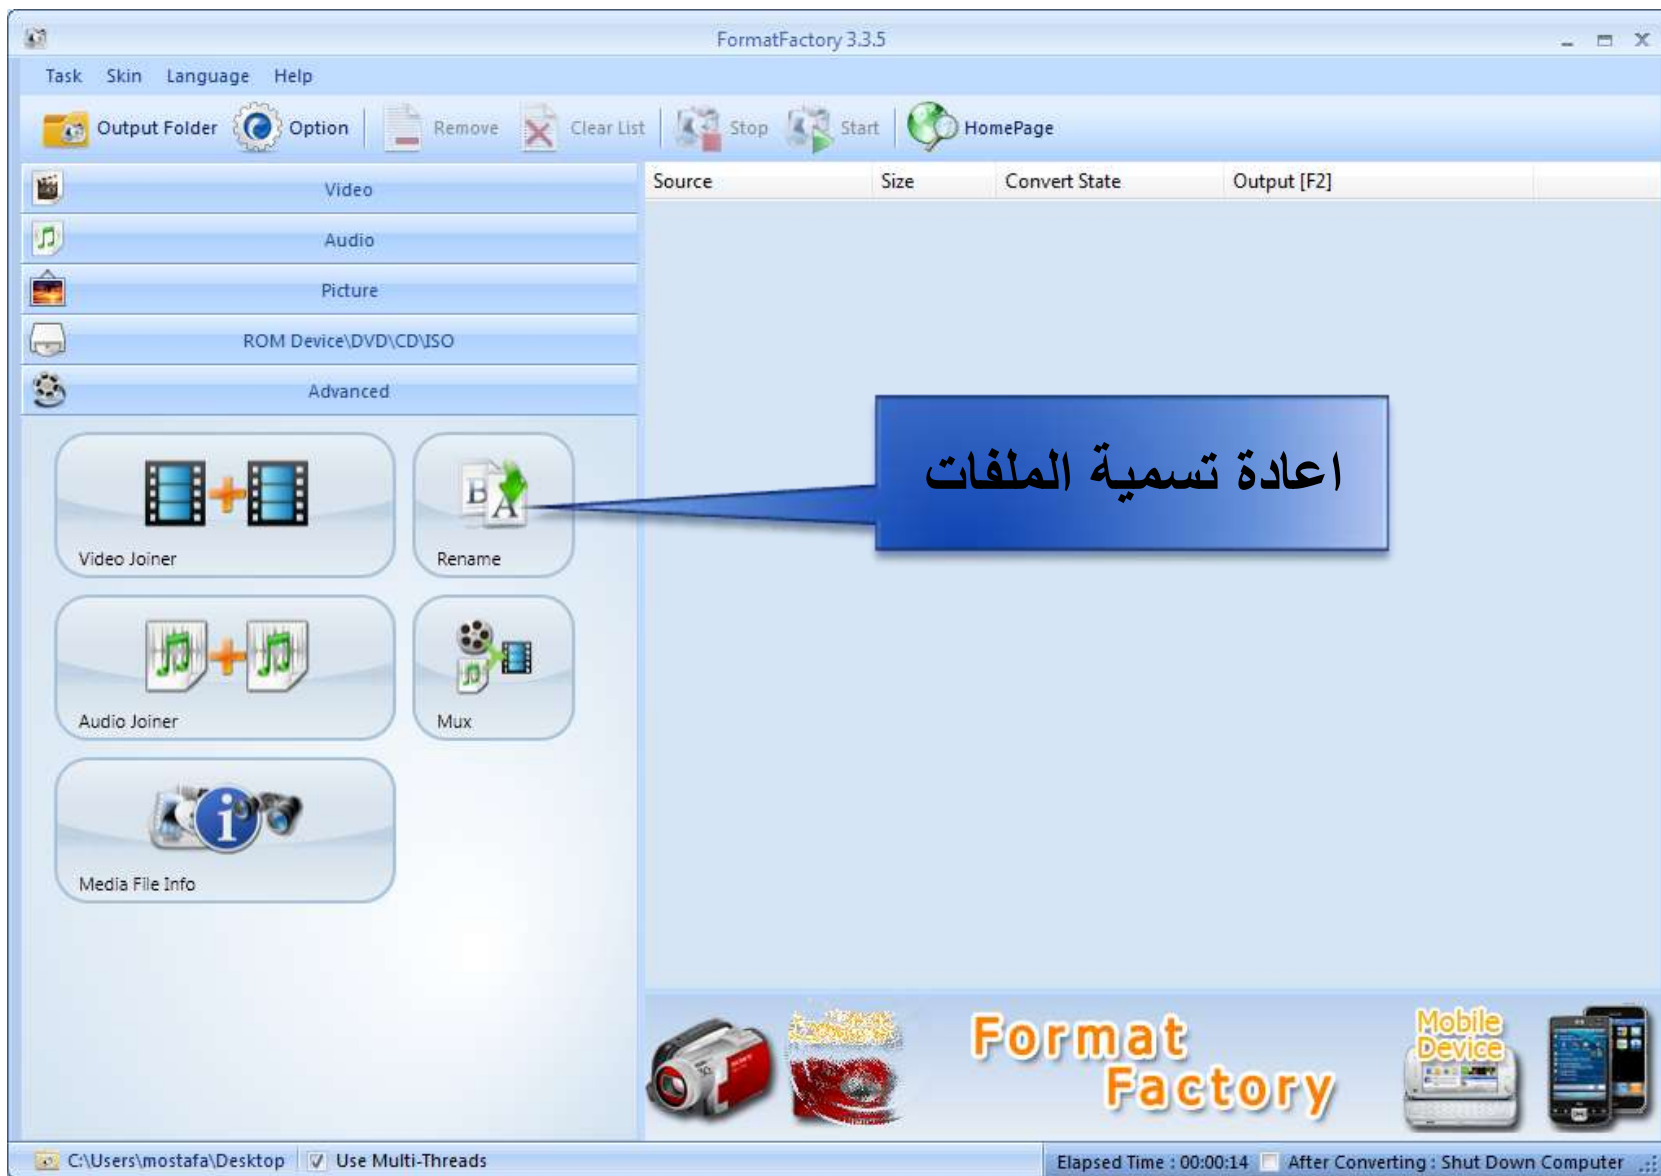 FormatFactory 3.3.5
Task Skin Language Help
Output Folder Option Remove Clear List Stop Start HomePage
Video
Audio
Picture
ROM Device\DVD\CD\ISO
Advanced
Video Joiner
Rename
Audio Joiner
Mux
Media File Info
Source Size Convert State Output [F2]
اعادة تسمية الملفات
Format
Factory
Mobile
Device
C:\Users\mostafa\Desktop Use Multi-Threads Elapsed Time : 00:00:14 After Converting : Shut Down Computer